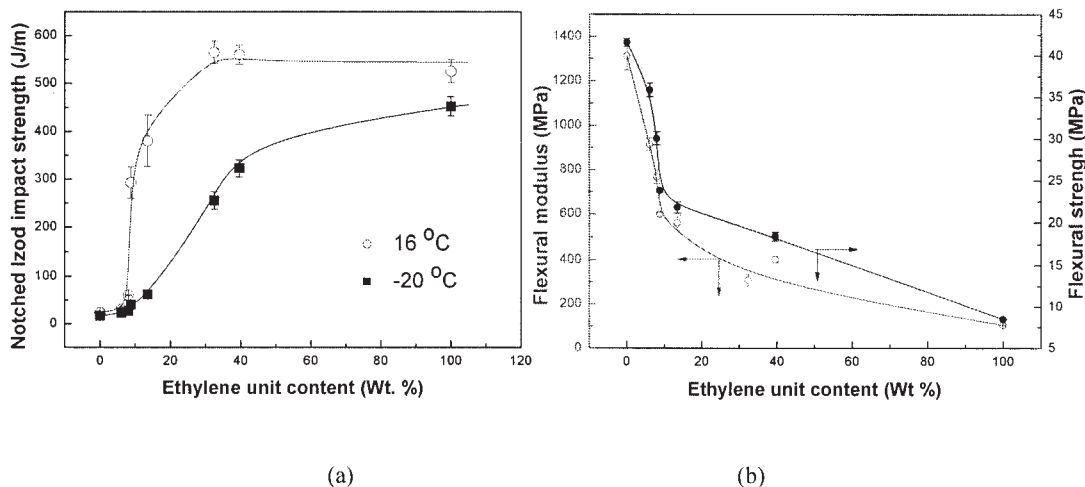 (a)
600
500
400
300
200
100
0
Notched Izod impact strength (J/m)
16 °C
-20 °C
0 20 40 60 80 100 120
Ethylene unit content (Wt. %)
(b)
1400
1200
1000
800
600
400
200
0
Flexural modulus (MPa)
45
40
35
30
25
20
15
10
5
Flexural strengh (MPa)
0 20 40 60 80 100
Ethylene unit content (Wt %)
(a)
(b)